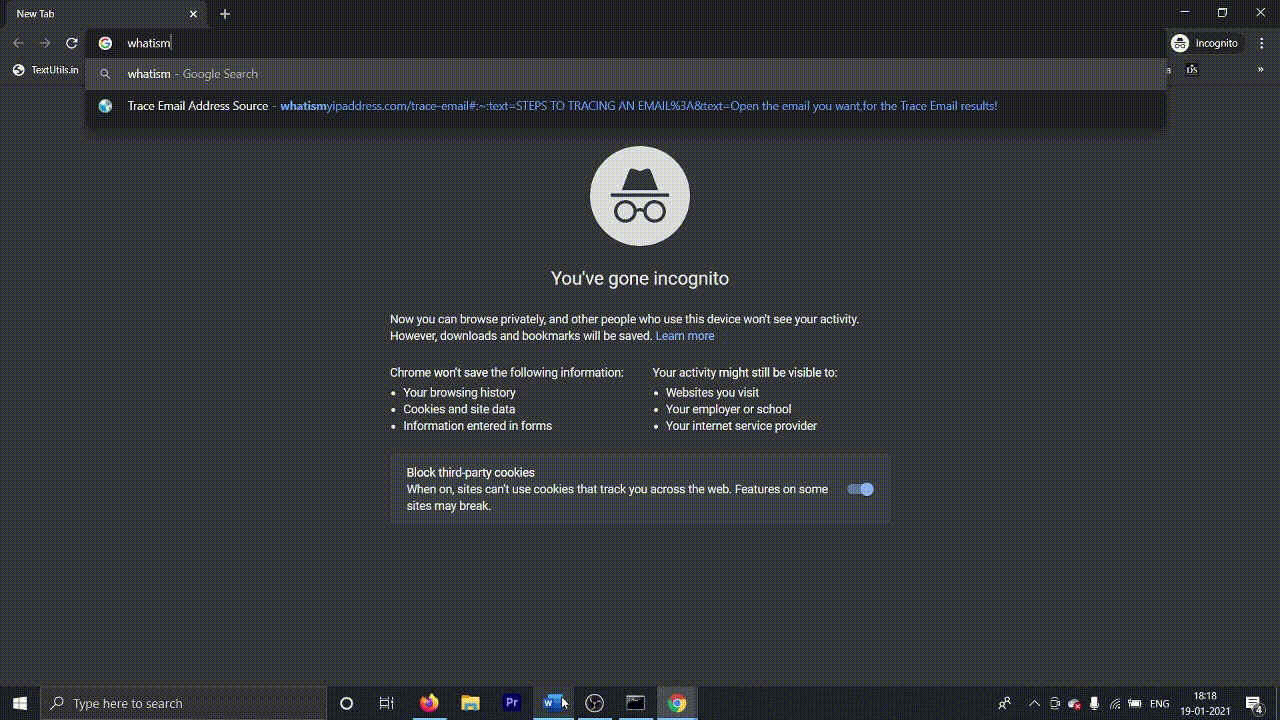 New Tab
whatism
Incognito
TextUtils.in
whatism - Google Search
Trace Email Address Source - whatismyipaddress.com/trace-email#:~:text=STEPS TO TRACING AN EMAIL%3A&text=Open the email you want,for the Trace Email results!
a
You've gone incognito
Now you can browse privately, and other people who use this device won't see your activity.
However, downloads and bookmarks will be saved. Learn more
Chrome won't save the following information:
Your browsing history
Cookies and site data
Information entered in forms
Your activity might still be visible to:
Websites you visit
Your employer or school
Your internet service provider
Block third-party cookies
When on, sites can't use cookies that track you across the web. Features on some
sites may break.
Type here to search
Pr
W
ENG
18:18
19-01-2021
4